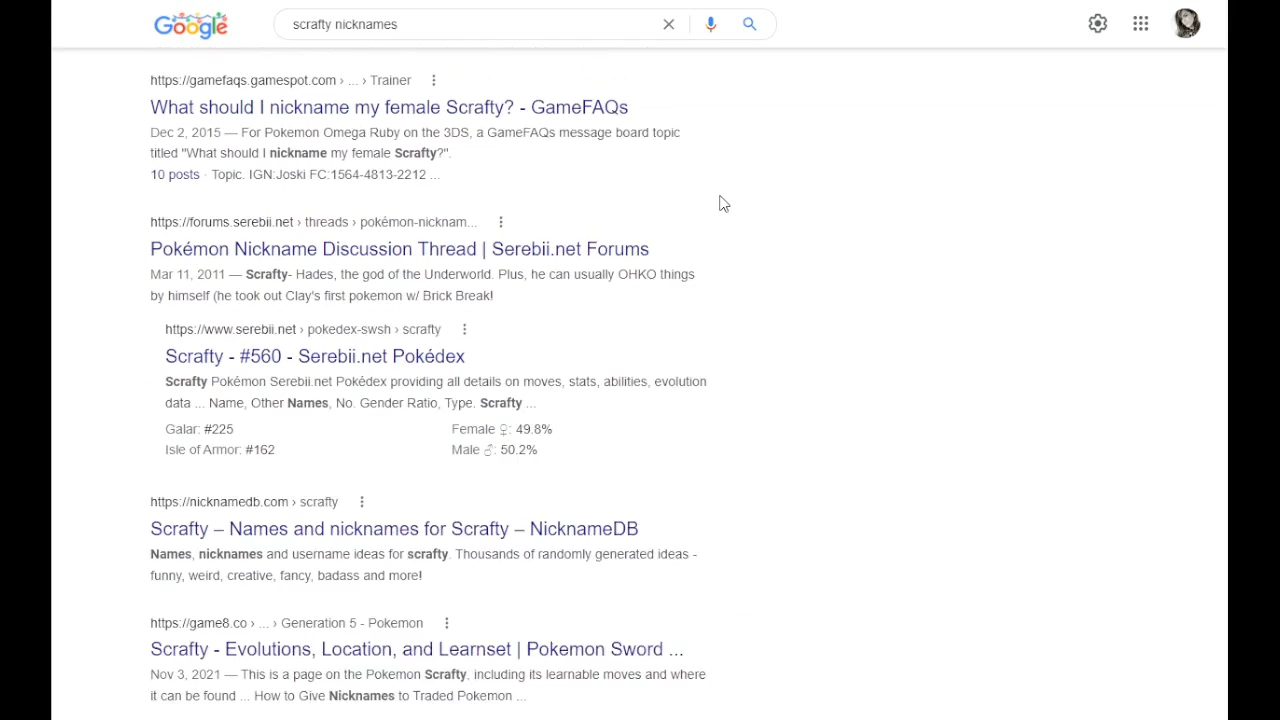 Google
scrafty nicknames
https://gamefaqs.gamespot.com › ... › Trainer
What should I nickname my female Scrafty? - GameFAQs
Dec 2, 2015 — For Pokemon Omega Ruby on the 3DS, a GameFAQs message board topic
titled "What should I nickname my female Scrafty?".
10 posts · Topic. IGN:Joski FC:1564-4813-2212 ...
https://forums.serebii.net › threads › pokémon-nicknam...
Pokémon Nickname Discussion Thread | Serebii.net Forums
Mar 11, 2011 — Scrafty- Hades, the god of the Underworld. Plus, he can usually OHKO things
by himself (he took out Clay's first pokemon w/ Brick Break!
https://www.serebii.net › pokedex-swsh › scrafty
Scrafty - #560 - Serebii.net Pokédex
Scrafty Pokémon Serebii.net Pokédex providing all details on moves, stats, abilities, evolution
data ... Name, Other Names, No. Gender Ratio, Type. Scrafty ...
Galar: #225 Female ♀: 49.8%
Isle of Armor: #162 Male ♂: 50.2%
https://nicknamedb.com › scrafty
Scrafty – Names and nicknames for Scrafty – NicknameDB
Names, nicknames and username ideas for scrafty. Thousands of randomly generated ideas -
funny, weird, creative, fancy, badass and more!
https://game8.co › ... › Generation 5 - Pokemon
Scrafty - Evolutions, Location, and Learnset | Pokemon Sword ...
Nov 3, 2021 — This is a page on the Pokemon Scrafty, including its learnable moves and where
it can be found ... How to Give Nicknames to Traded Pokemon ...